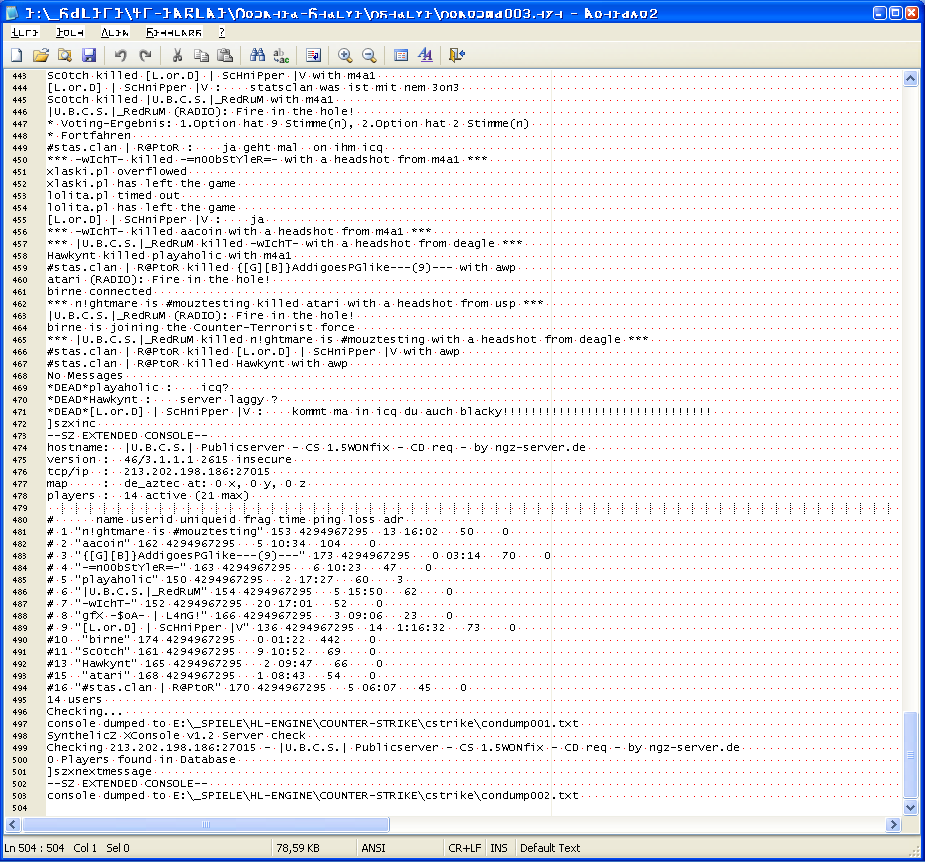 ?
443 ScOtch killed [L.or.D] | ScHniPper |V with m4a1
444 [L.or.D] | ScHniPper |V :    statsclan was ist mit nem 3on3
445 ScOtch killed |U.B.C.S.|_RedRuM with m4a1
446 |U.B.C.S.|_RedRuM (RADIO): Fire in the hole!
447 * Voting-Ergebnis: 1.Option hat 9 Stimme(n), 2.Option hat 2 Stimme(n)
448 * Fortfahren
449 #stas.clan | R@PtoR :    ja geht mal  on ihm icq
450 *** -wIchT- killed -=n00bStYleR=- with a headshot from m4a1 ***
451 xlaski.pl overflowed
452 xlaski.pl has left the game
453 lolita.pl timed out
454 lolita.pl has left the game
455 [L.or.D] | ScHniPper |V :    ja
456 *** -wIchT- killed aacoin with a headshot from m4a1 ***
457 *** |U.B.C.S.|_RedRuM killed -wIchT- with a headshot from deagle ***
458 Hawkynt killed playaholic with m4a1
459 #stas.clan | R@PtoR killed {[G][B]}AddigoesPGlike---(9)--- with awp
460 atari (RADIO): Fire in the hole!
461 birne connected
462 *** n!ghtmare is #mouztesting killed atari with a headshot from usp ***
463 |U.B.C.S.|_RedRuM (RADIO): Fire in the hole!
464 birne is joining the Counter-Terrorist force
465 *** |U.B.C.S.|_RedRuM killed n!ghtmare is #mouztesting with a headshot from deagle ***
466 #stas.clan | R@PtoR killed [L.or.D] | ScHniPper |V with awp
467 #stas.clan | R@PtoR killed Hawkynt with awp
468 No Messages
469 *DEAD*playaholic :    icq?
470 *DEAD*Hawkynt :    server laggy ?
471 *DEAD*[L.or.D] | ScHniPper |V :    kommt ma in icq du auch blacky!!!!!!!!!!!!!!!!!!!!!!!!!!!!!!
472 ]szxinc
473 --SZ EXTENDED CONSOLE--
474 hostname:  |U.B.C.S.| Publicserver - CS 1.5WONfix - CD req - by ngz-server.de
475 version :  46/3.1.1.1 2615 insecure
476 tcp/ip  :  213.202.198.186:27015
477 map     :  de_aztec at: 0 x, 0 y, 0 z
478 players :  14 active (21 max)
479
480 #      name userid uniqueid frag time ping loss adr
481 # 1 "n!ghtmare is #mouztesting" 153 4294967295  13 16:02   50    0
482 # 2 "aacoin" 162 4294967295   5 10:34  104    0
483 # 3 "{[G][B]}AddigoesPGlike---(9)---" 173 4294967295   0 03:14   70    0
484 # 4 "-=n00bStYleR=-" 163 4294967295   6 10:23   47    0
485 # 5 "playaholic" 150 4294967295   2 17:27   60    3
486 # 6 "|U.B.C.S.|_RedRuM" 154 4294967295   5 15:50   62    0
487 # 7 "-wIchT-" 152 4294967295  20 17:01   52    0
488 # 8 "gfX -$oA- | L4nG!" 166 4294967295   3 09:06   23    0
489 # 9 "[L.or.D] | ScHniPper |V" 136 4294967295  14  1:16:32   73    0
490 #10  "birne" 174 4294967295   0 01:22  442    0
491 #11 "ScOtch" 161 4294967295   9 10:52   69    0
492 #13 "Hawkynt" 165 4294967295   2 09:47   66    0
493 #15  "atari" 168 4294967295   1 08:43   54    0
494 #16 "#stas.clan | R@PtoR" 170 4294967295   5 06:07   45    0
495 14 users
496 Checking...
497 console dumped to E:\_SPIELE\HL-ENGINE\COUNTER-STRIKE\cstrike\condump001.txt
498 SynthelicZ XConsole v1.2 Server check
499 Checking 213.202.198.186:27015 - |U.B.C.S.| Publicserver - CS 1.5WONfix - CD req - by ngz-server.de
500 0 Players found in Database
501 ]szxnextmessage
502 --SZ EXTENDED CONSOLE--
503 console dumped to E:\_SPIELE\HL-ENGINE\COUNTER-STRIKE\cstrike\condump002.txt
504
Ln 504 : 504   Col 1   Sel 0   78,59 KB   ANSI   CR+LF   INS   Default Text